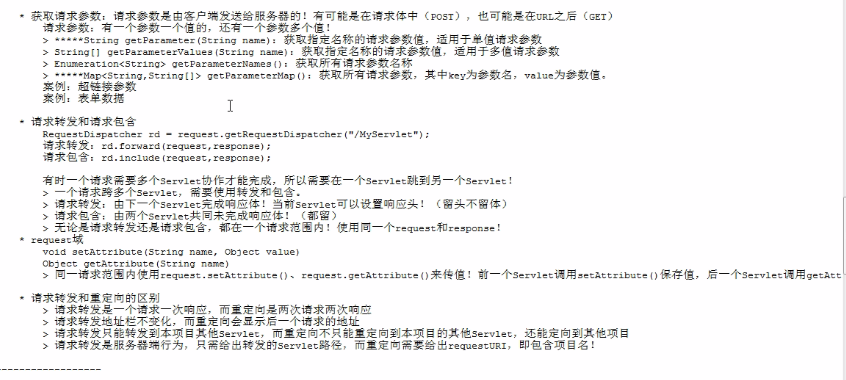 * 获取请求参数：请求参数是由客户端发送给服务器的！有可能是在请求体中（POST），也可能是在URL之后（GET）
请求参数：有一个参数一个值的，还有一个参数多个值！
> *****String getParameter(String name)：获取指定名称的请求参数值，适用于单值请求参数
> String[] getParameterValues(String name)：获取指定名称的请求参数值，适用于多值请求参数
> Enumeration<String> getParameterNames()：获取所有请求参数名称
> *****Map<String,String[]> getParameterMap()：获取所有请求参数，其中key为参数名，value为参数值。
案例：超链接参数
案例：表单数据
* 请求转发和请求包含
RequestDispatcher rd = request.getRequestDispatcher("/MyServlet");
请求转发：rd.forward(request,response);
请求包含：rd.include(request,response);
有时一个请求需要多个Servlet协作才能完成，所以需要在一个Servlet跳到另一个Servlet！
> 一个请求跨多个Servlet，需要使用转发和包含。
> 请求转发：由下一个Servlet完成响应体！当前Servlet可以设置响应头！（留头不留体）
> 请求包含：由两个Servlet共同未完成响应体！（都留）
> 无论是请求转发还是请求包含，都在一个请求范围内！使用同一个request和response！
* request域
void setAttribute(String name, Object value)
Object getAttribute(String name)
> 同一请求范围内使用request.setAttribute()、request.getAttribute()来传值！前一个Servlet调用setAttribute()保存值，后一个Servlet调用getAtt
* 请求转发和重定向的区别
> 请求转发是一个请求一次响应，而重定向是两次请求两次响应
> 请求转发地址栏不变化，而重定向会显示后一个请求的地址
> 请求转发只能转发到本项目其他Servlet，而重定向不只能重定向到本项目的其他Servlet，还能定向到其他项目
> 请求转发是服务器端行为，只需给出转发的Servlet路径，而重定向需要给出requestURI，即包含项目名！
------------------